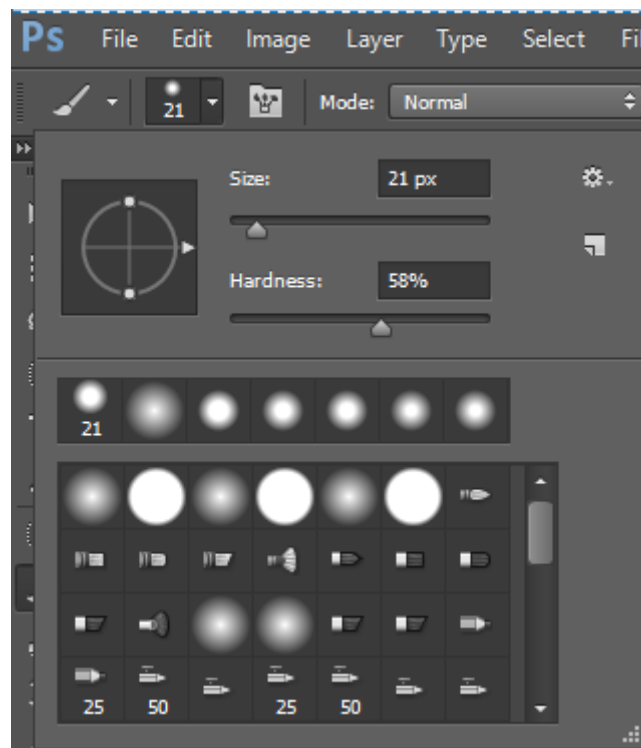 Ps File Edit Image Layer Type Select Fil
21 Mode: Normal
Size: 21 px
Hardness: 58%
21
25 50 25 50